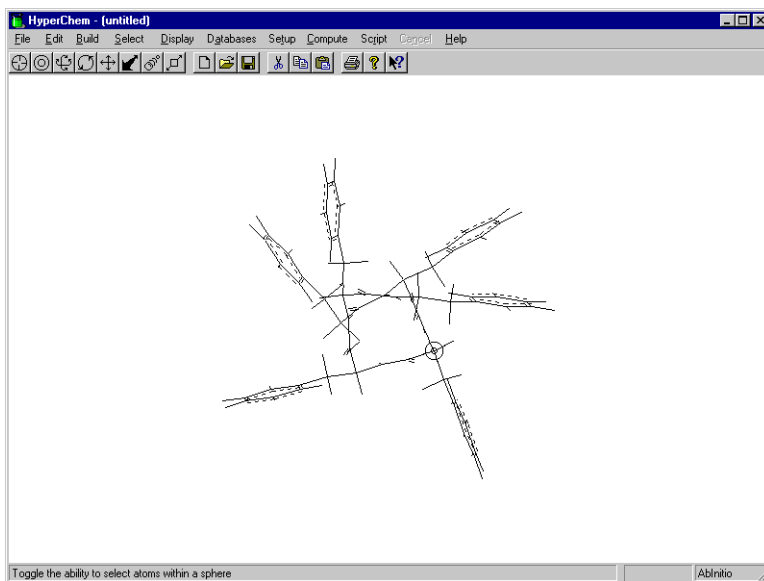 HyperChem - (untitled)
File Edit Build Select Display Databases Setup Compute Script Cancel Help
Toggle the ability to select atoms within a sphere AbInitio